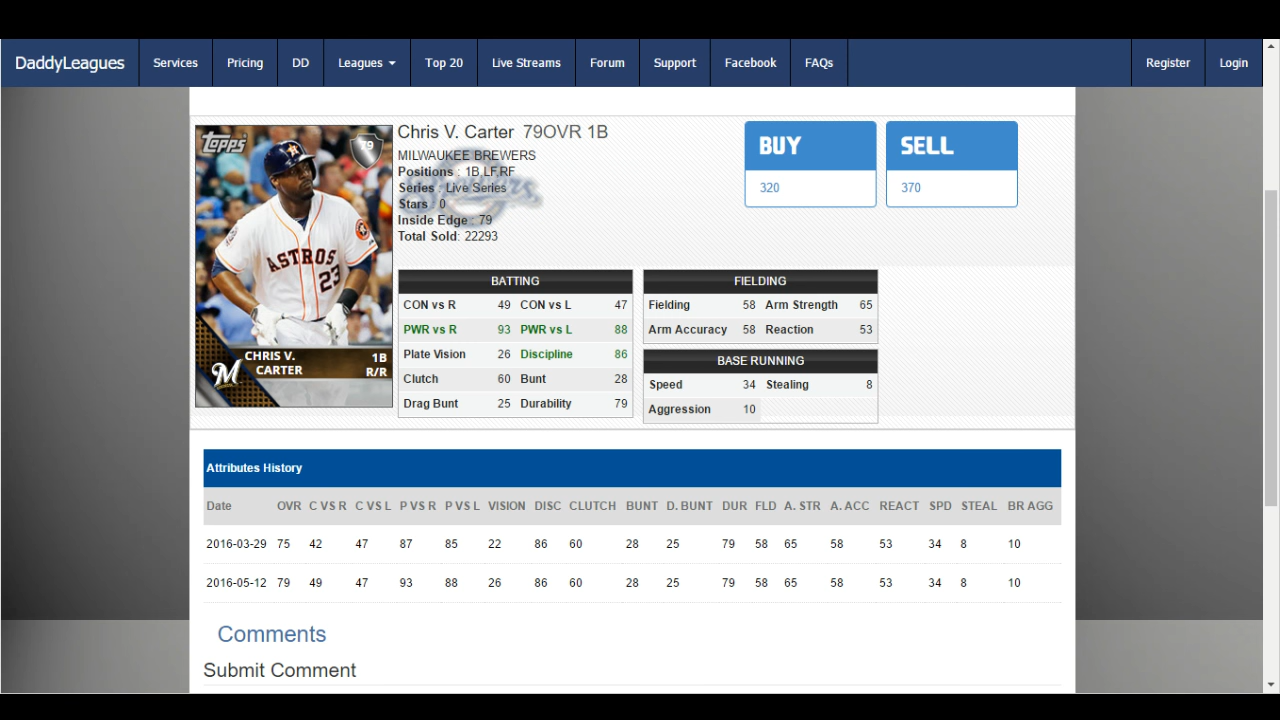 DaddyLeagues Services Pricing DD Leagues Top 20 Live Streams Forum Support Facebook FAQs Register Login
Topps
79
ASTROS
23
M
CHRIS V. 1B
CARTER R/R
Chris V. Carter 79OVR 1B
MILWAUKEE BREWERS
Positions : 1B,LF,RF
Series : Live Series
Stars : 0
Inside Edge : 79
Total Sold: 22293
Brewers
BUY SELL
320 370
BATTING
CON vs R 49 CON vs L 47
PWR vs R 93 PWR vs L 88
Plate Vision 26 Discipline 86
Clutch 60 Bunt 28
Drag Bunt 25 Durability 79
FIELDING
Fielding 58 Arm Strength 65
Arm Accuracy 58 Reaction 53
BASE RUNNING
Speed 34 Stealing 8
Aggression 10
Attributes History
Date OVR C VS R C VS L P VS R P VS L VISION DISC CLUTCH BUNT D. BUNT DUR FLD A. STR A. ACC REACT SPD STEAL BR AGG
2016-03-29 75 42 47 87 85 22 86 60 28 25 79 58 65 58 53 34 8 10
2016-05-12 79 49 47 93 88 26 86 60 28 25 79 58 65 58 53 34 8 10
Comments
Submit Comment